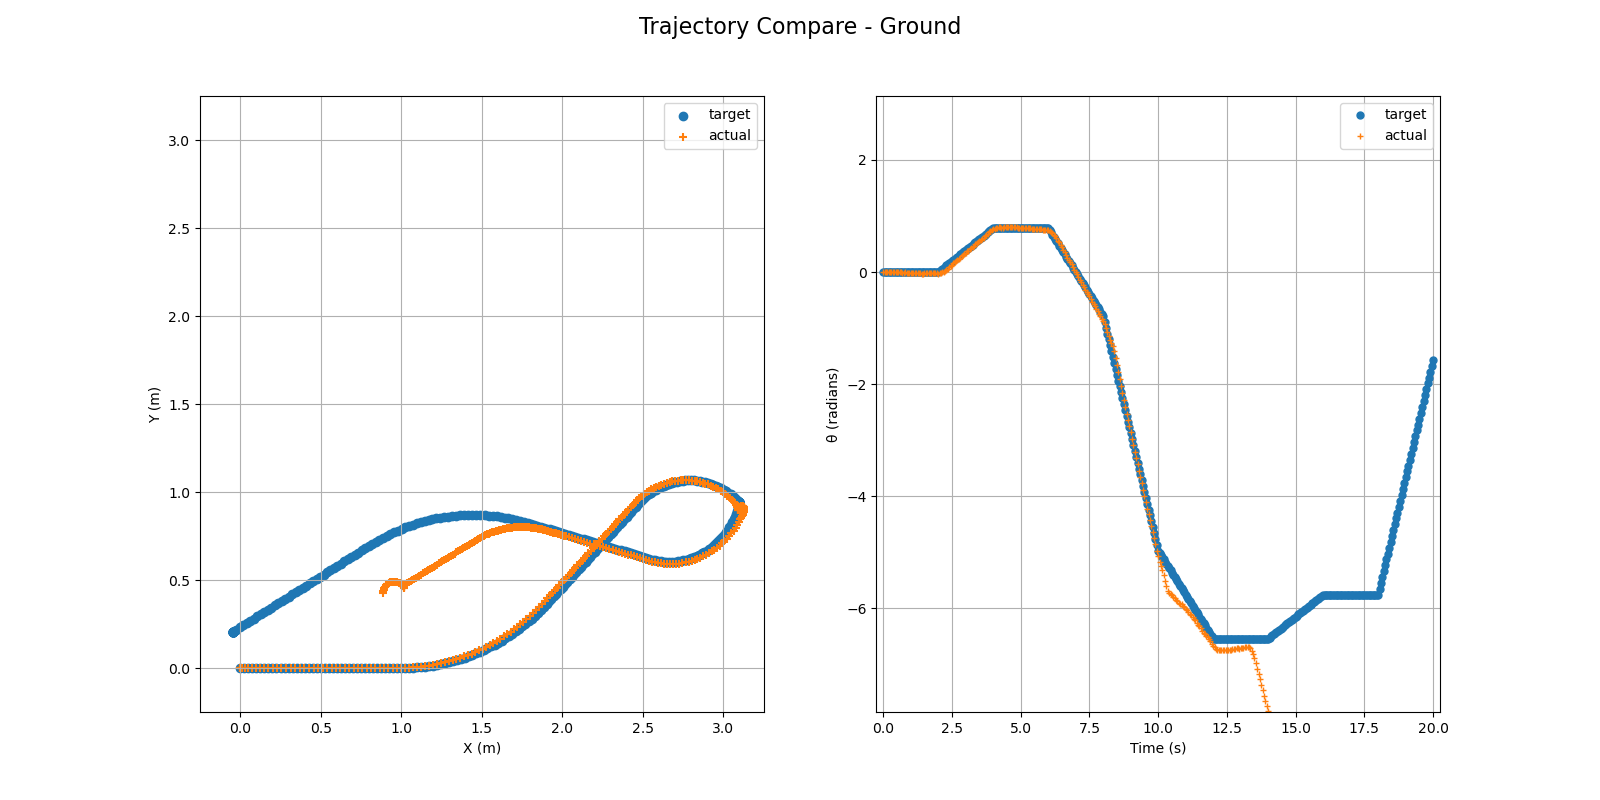 Trajectory Compare - Ground
target
actual
3.0
2.5
2.0
1.5
1.0
0.5
0.0
Y (m)
0.0 0.5 1.0 1.5 2.0 2.5 3.0
X (m)
target
actual
2
0
−2
−4
−6
θ (radians)
0.0 2.5 5.0 7.5 10.0 12.5 15.0 17.5 20.0
Time (s)